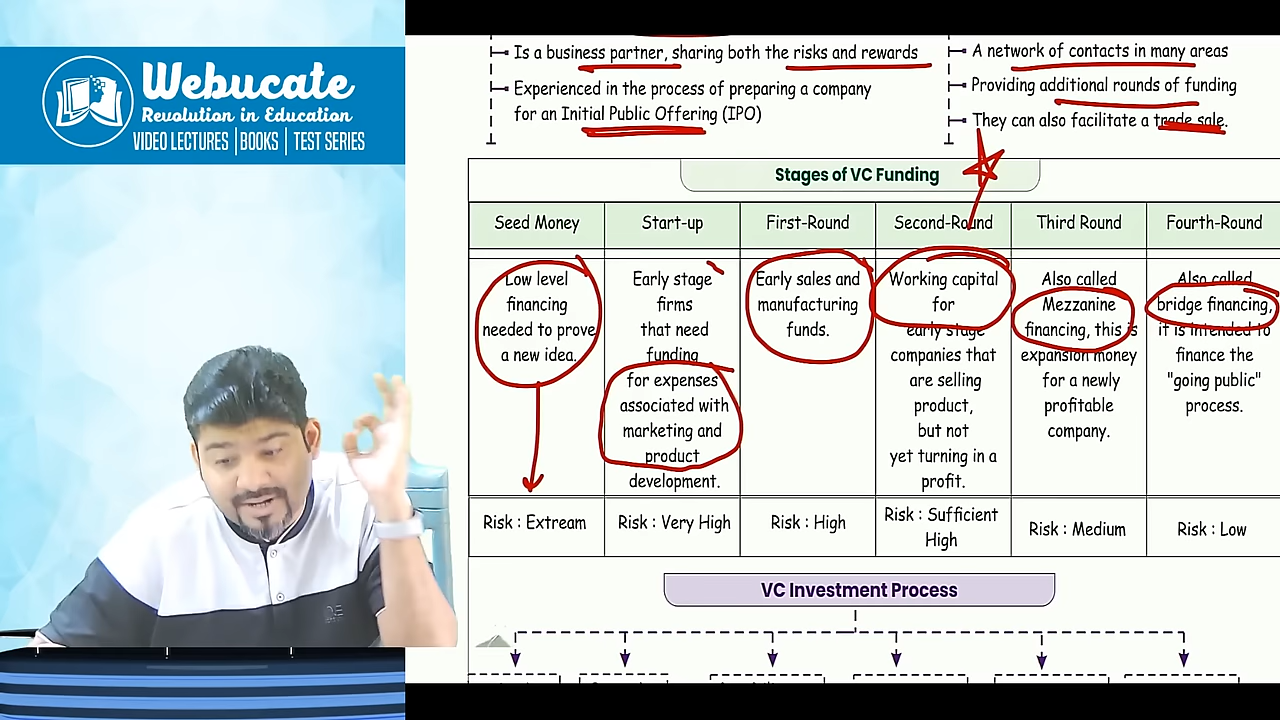 Webucate
Revolution in Education
VIDEO LECTURES | BOOKS | TEST SERIES
Is a business partner, sharing both the risks and rewards
Experienced in the process of preparing a company
for an Initial Public Offering (IPO)
A network of contacts in many areas
Providing additional rounds of funding
They can also facilitate a trade sale.
Stages of VC Funding
Seed Money
Start-up
First-Round
Second-Round
Third Round
Fourth-Round
Low level
financing
needed to prove
a new idea.
Early stage
firms
that need
funding
for expenses
associated with
marketing and
product
development.
Early sales and
manufacturing
funds.
Working capital
for
early stage
companies that
are selling
product,
but not
yet turning in a
profit.
Also called
Mezzanine
financing, this is
expansion money
for a newly
profitable
company.
Also called
bridge financing,
it is intended to
finance the
"going public"
process.
Risk : Extream
Risk : Very High
Risk : High
Risk : Sufficient
High
Risk : Medium
Risk : Low
VC Investment Process